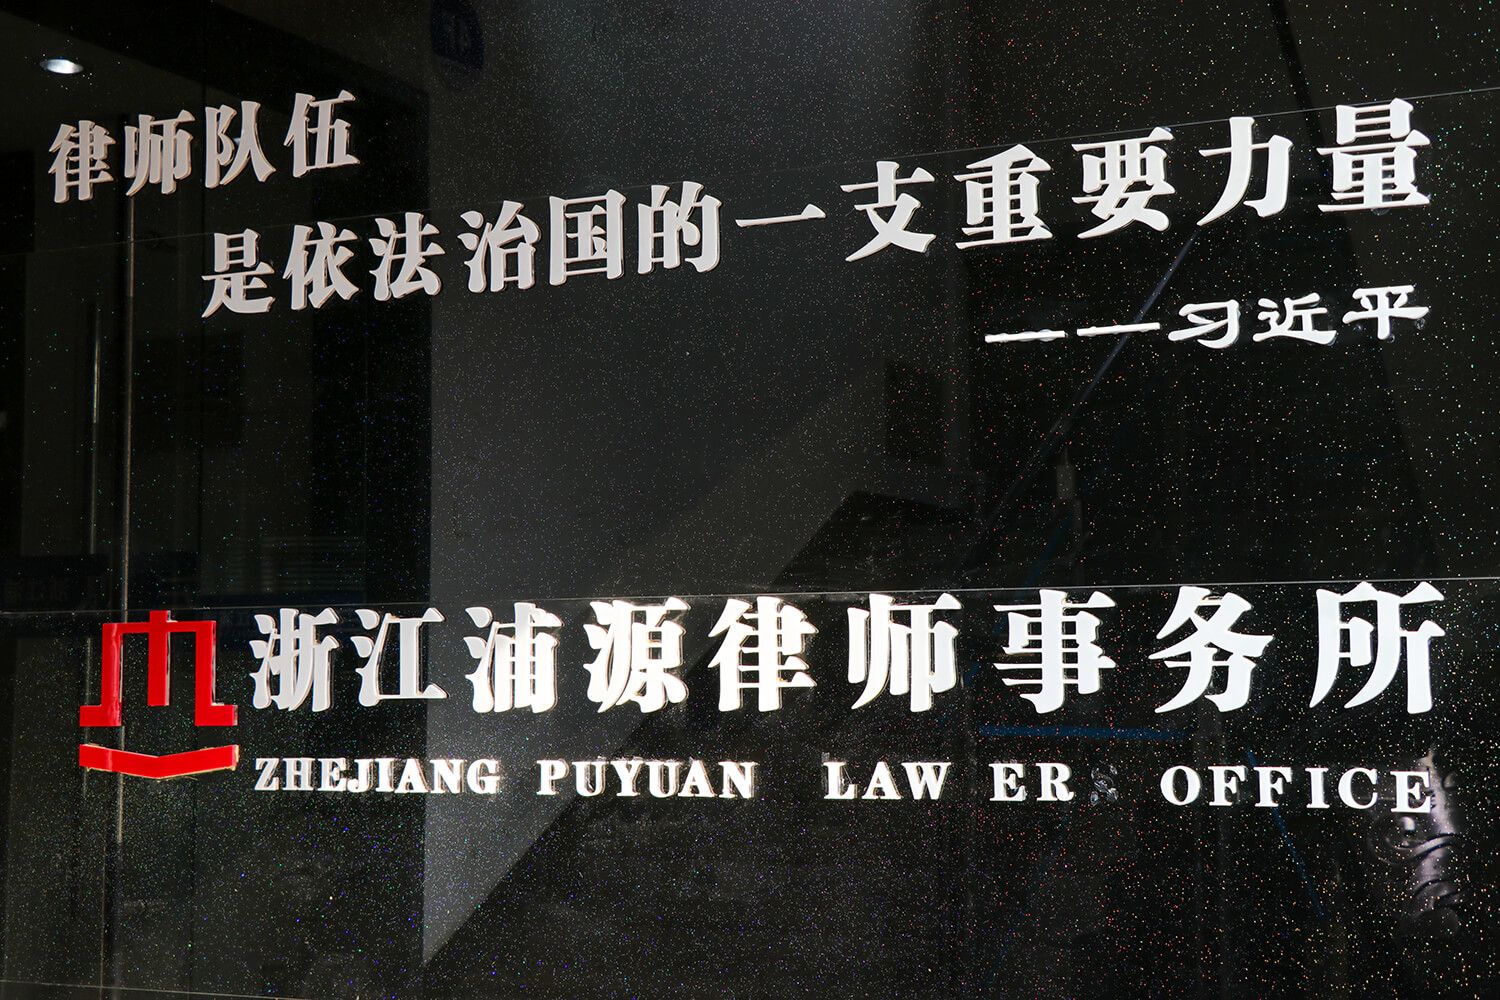 律师队伍
是依法治国的一支重要力量
——习近平
浙江浦源律师事务所
ZHEJIANG PUYUAN LAW ER OFFICE